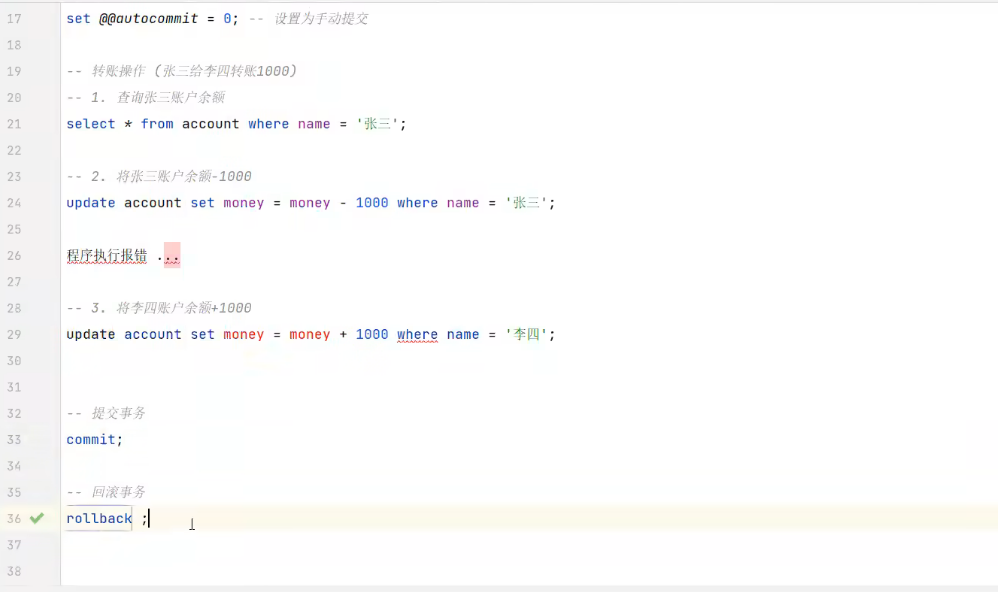 17 set @@autocommit = 0; -- 设置为手动提交
18
19 -- 转账操作 (张三给李四转账1000)
20 -- 1. 查询张三账户余额
21 select * from account where name = '张三';
22
23 -- 2. 将张三账户余额-1000
24 update account set money = money - 1000 where name = '张三';
25
26 程序执行报错 ...
27
28 -- 3. 将李四账户余额+1000
29 update account set money = money + 1000 where name = '李四';
30
31
32 -- 提交事务
33 commit;
34
35 -- 回滚事务
36 rollback ;
37
38